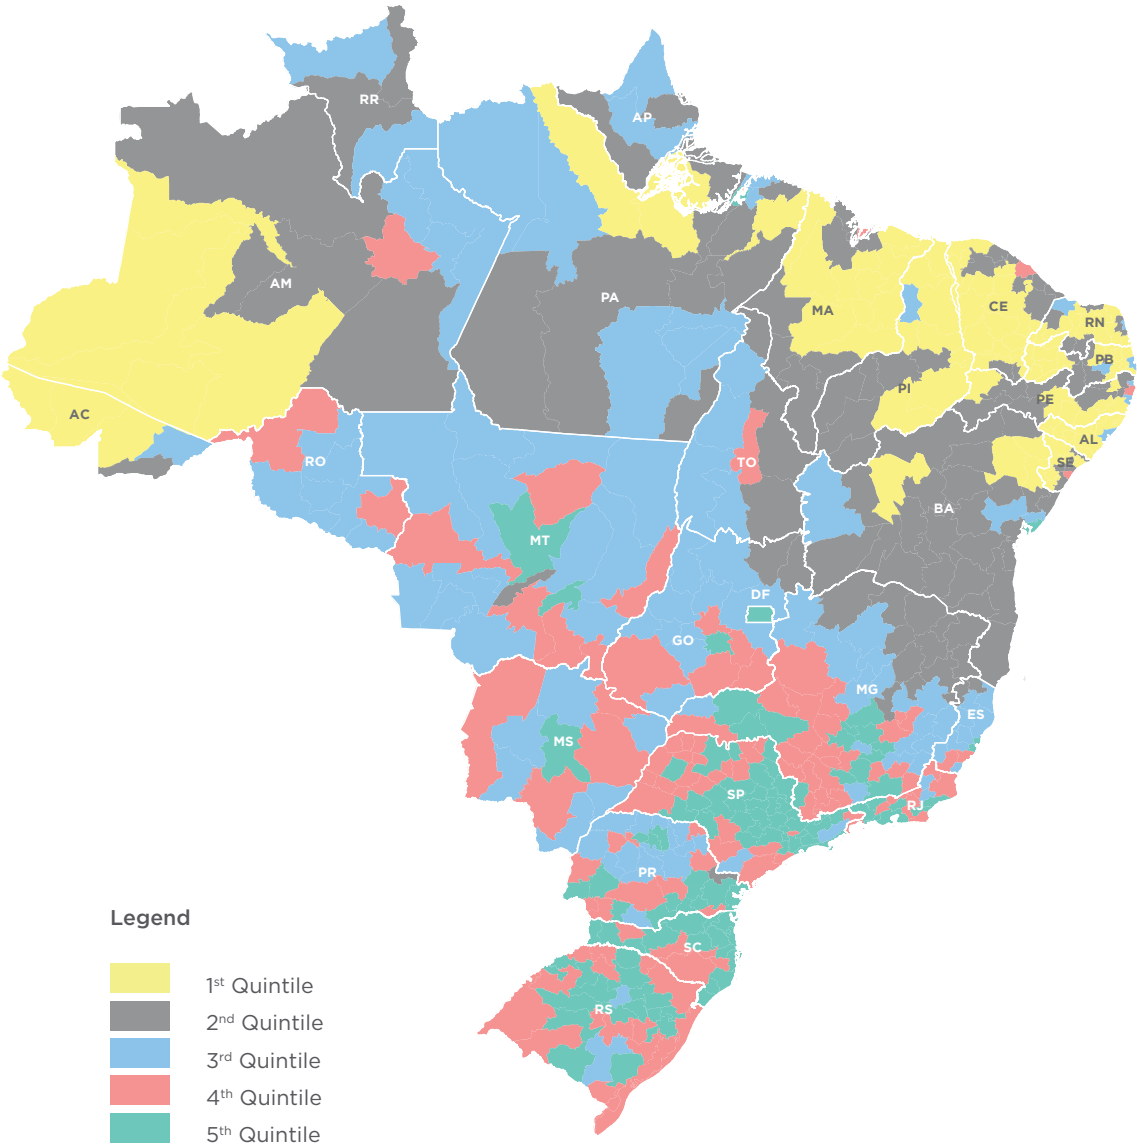 RR
AP
AM
PA
MA
CE
RN
PB
PI
PE
AC
AL
TO
SE
RO
BA
MT
DF
GO
MG
ES
MS
SP
RJ
PR
SC
RS
Legend
1st Quintile
2nd Quintile
3rd Quintile
4th Quintile
5th Quintile